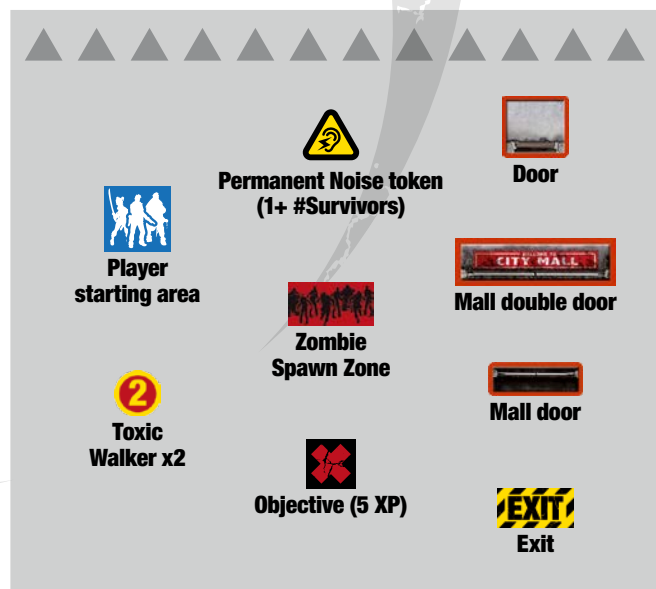 Permanent Noise token
(1+ #Survivors)
Door
Player
starting area
CITY MALL
Mall double door
Zombie
Spawn Zone
2
Toxic
Walker x2
Mall door
Objective (5 XP)
EXIT
Exit